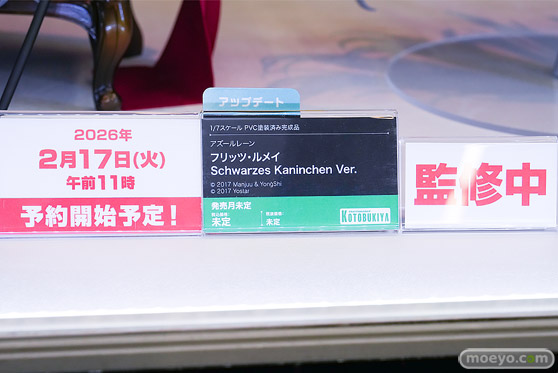 2026年
2月17日(火)
午前11時
予約開始予定!
アップデート
1/7スケール PVC塗装済み完成品
アズールレーン
フリッツ・ルメイ
Schwarzes Kaninchen Ver.
© 2017 Manjuu & YongShi
© 2017 Yostar
発売月未定
未定
未定
KOTOBUKIYA
監修中
moeyo.com